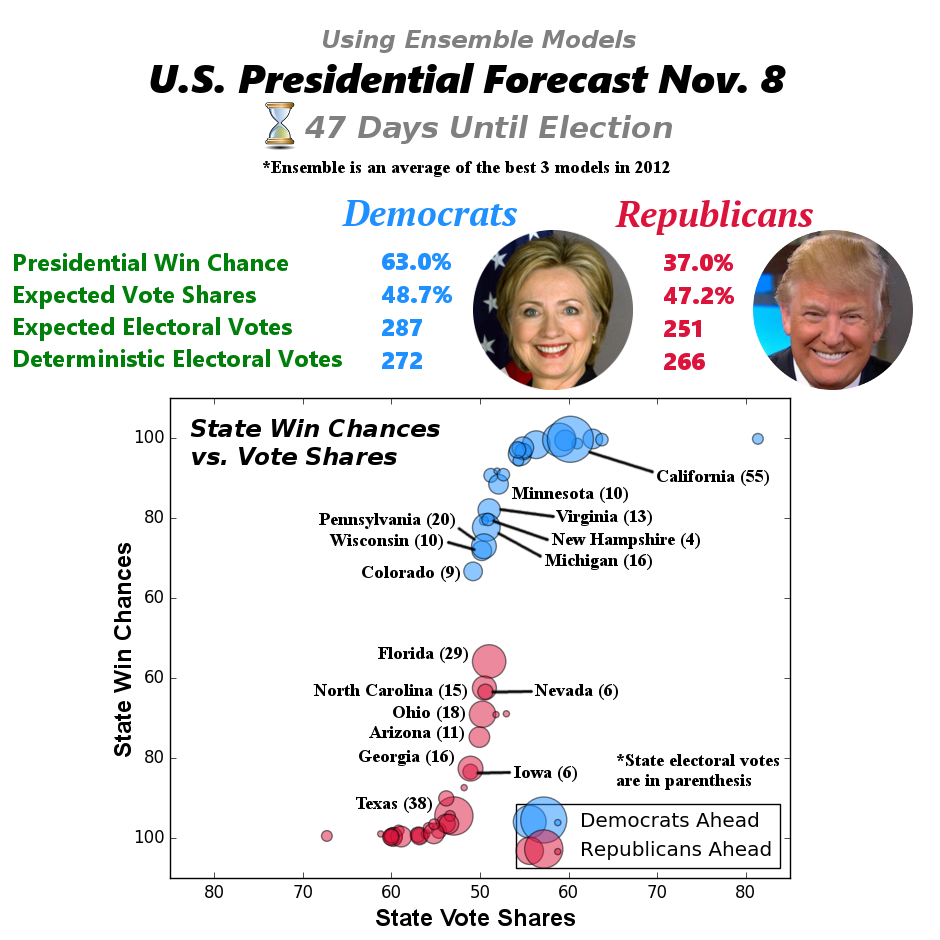 Using Ensemble Models
U.S. Presidential Forecast Nov. 8
47 Days Until Election
*Ensemble is an average of the best 3 models in 2012
Democrats Republicans
Presidential Win Chance 63.0% 37.0%
Expected Vote Shares 48.7% 47.2%
Expected Electoral Votes 287 251
Deterministic Electoral Votes 272 266
State Win Chances
vs. Vote Shares
100
80
60
60
80
100
State Win Chances
California (55)
Minnesota (10)
Virginia (13)
Pennsylvania (20)
New Hampshire (4)
Wisconsin (10)
Michigan (16)
Colorado (9)
Florida (29)
North Carolina (15)
Nevada (6)
Ohio (18)
Arizona (11)
Georgia (16)
Iowa (6)
*State electoral votes
are in parenthesis
Texas (38)
Democrats Ahead
Republicans Ahead
80 70 60 50 60 70 80
State Vote Shares